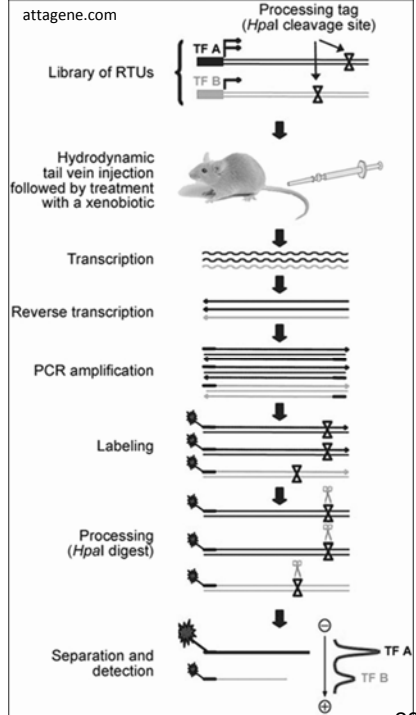 attagene.com
Processing tag
(HpaI cleavage site)
TF A
Library of RTUs
TF B
Hydrodynamic
tail vein injection
followed by treatment
with a xenobiotic
Transcription
Reverse transcription
PCR amplification
Labeling
Processing
(HpaI digest)
Separation and
detection
TF A
TF B